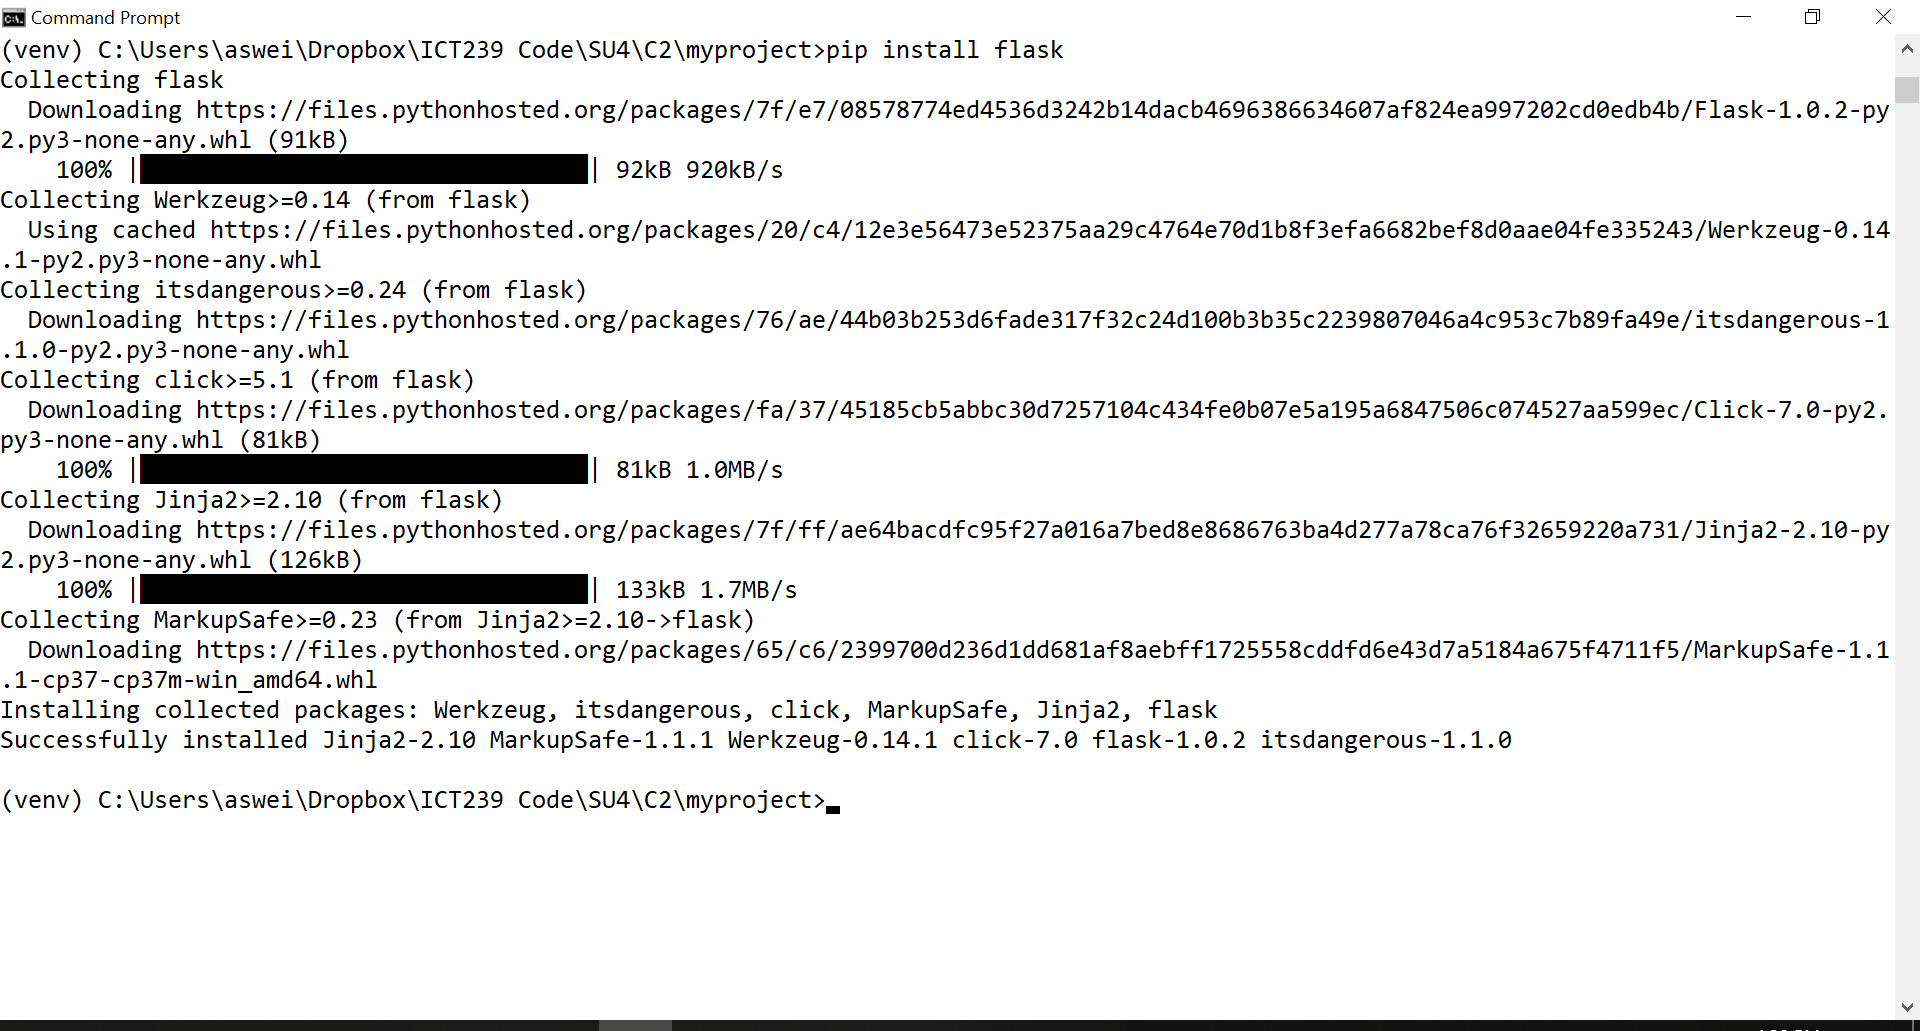 Command Prompt
(venv) C:\Users\aswei\Dropbox\ICT239 Code\SU4\C2\myproject>pip install flask
Collecting flask
  Downloading https://files.pythonhosted.org/packages/7f/e7/08578774ed4536d3242b14dacb4696386634607af824ea997202cd0edb4b/Flask-1.0.2-py
2.py3-none-any.whl (91kB)
    100% || 92kB 920kB/s
Collecting Werkzeug>=0.14 (from flask)
  Using cached https://files.pythonhosted.org/packages/20/c4/12e3e56473e52375aa29c4764e70d1b8f3efa6682bef8d0aae04fe335243/Werkzeug-0.14
.1-py2.py3-none-any.whl
Collecting itsdangerous>=0.24 (from flask)
  Downloading https://files.pythonhosted.org/packages/76/ae/44b03b253d6fade317f32c24d100b3b35c2239807046a4c953c7b89fa49e/itsdangerous-1
.1.0-py2.py3-none-any.whl
Collecting click>=5.1 (from flask)
  Downloading https://files.pythonhosted.org/packages/fa/37/45185cb5abbc30d7257104c434fe0b07e5a195a6847506c074527aa599ec/Click-7.0-py2.
py3-none-any.whl (81kB)
    100% || 81kB 1.0MB/s
Collecting Jinja2>=2.10 (from flask)
  Downloading https://files.pythonhosted.org/packages/7f/ff/ae64bacdfc95f27a016a7bed8e8686763ba4d277a78ca76f32659220a731/Jinja2-2.10-py
2.py3-none-any.whl (126kB)
    100% || 133kB 1.7MB/s
Collecting MarkupSafe>=0.23 (from Jinja2>=2.10->flask)
  Downloading https://files.pythonhosted.org/packages/65/c6/2399700d236d1dd681af8aebff1725558cddfd6e43d7a5184a675f4711f5/MarkupSafe-1.1
.1-cp37-cp37m-win_amd64.whl
Installing collected packages: Werkzeug, itsdangerous, click, MarkupSafe, Jinja2, flask
Successfully installed Jinja2-2.10 MarkupSafe-1.1.1 Werkzeug-0.14.1 click-7.0 flask-1.0.2 itsdangerous-1.1.0
(venv) C:\Users\aswei\Dropbox\ICT239 Code\SU4\C2\myproject>